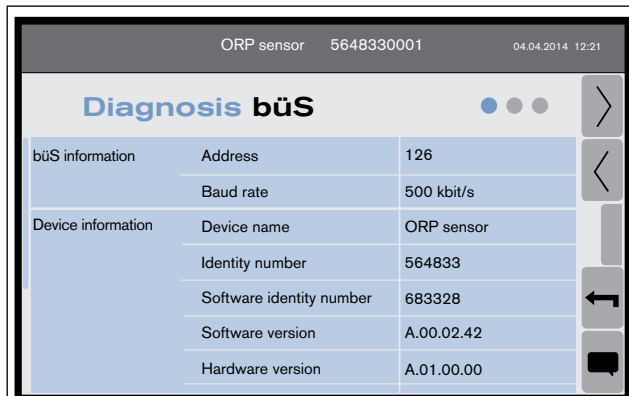 ORP sensor 5648330001 04.04.2014 12:21
Diagnosis büS
büS information Address 126
Baud rate 500 kbit/s
Device information Device name ORP sensor
Identity number 564833
Software identity number 683328
Software version A.00.02.42
Hardware version A.01.00.00